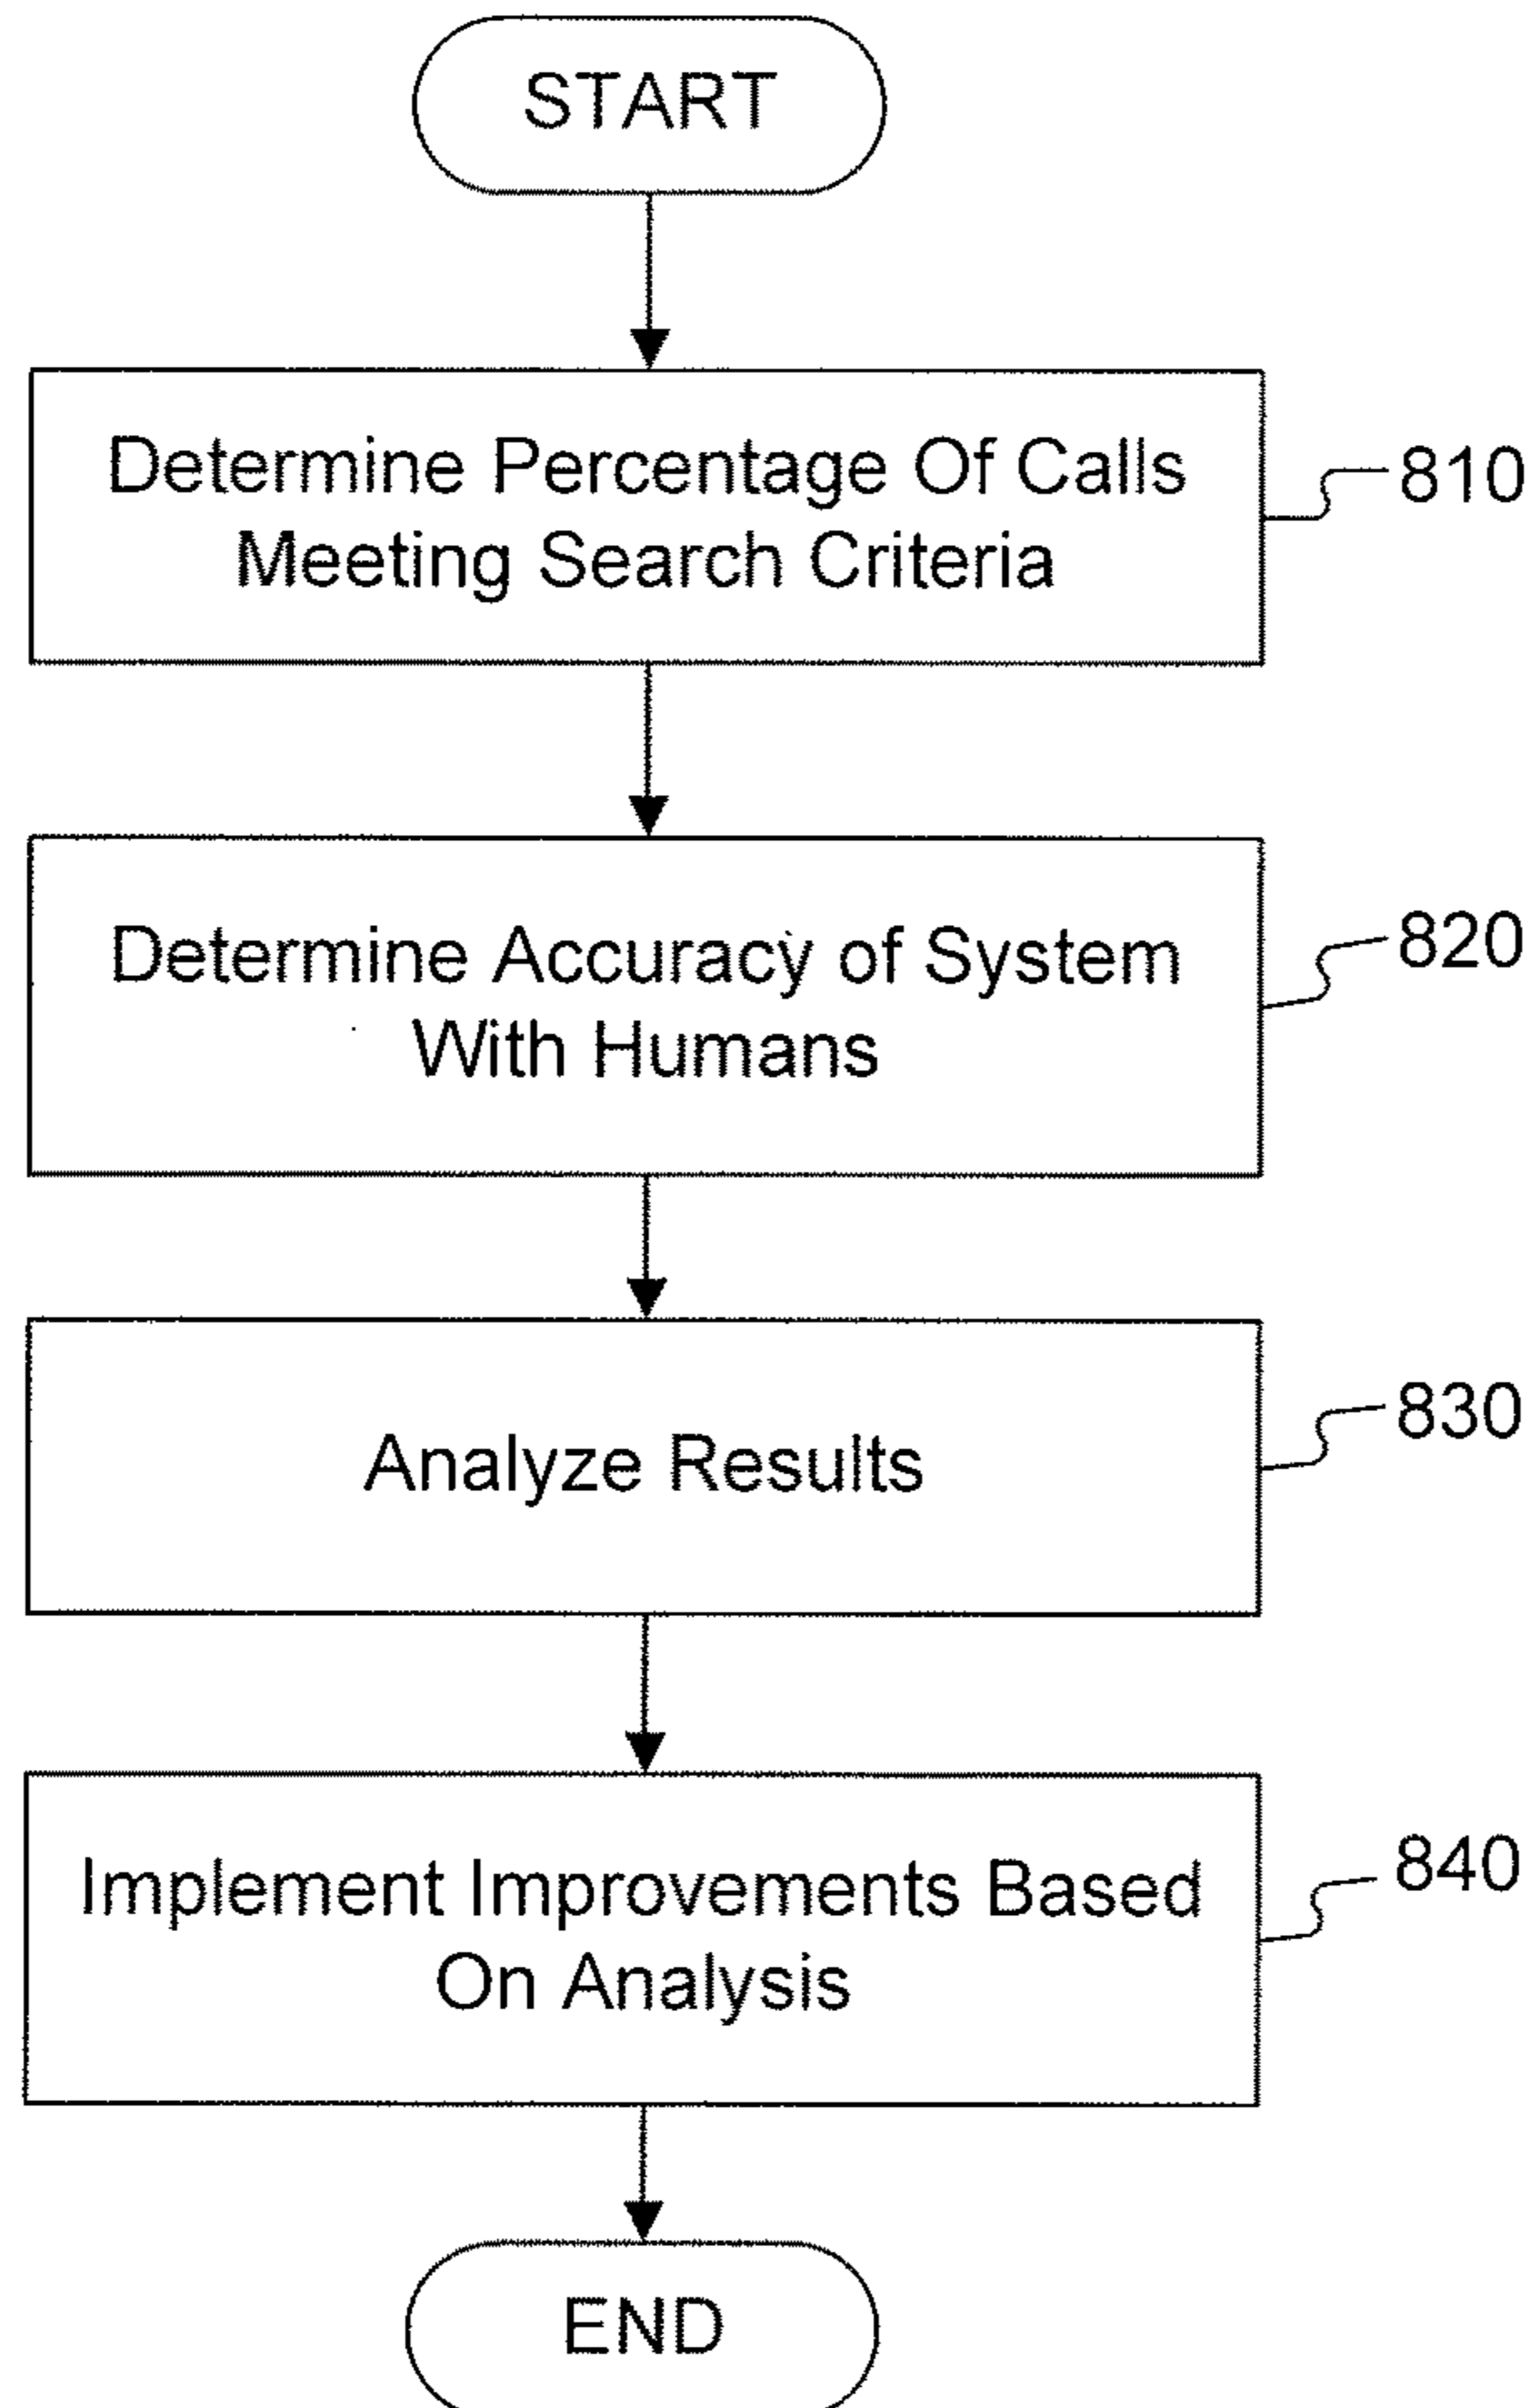 START
Determine Percentage Of Calls
Meeting Search Criteria
810
Determine Accuracy of System
With Humans
820
Analyze Results
830
Implement Improvements Based
On Analysis
840
END